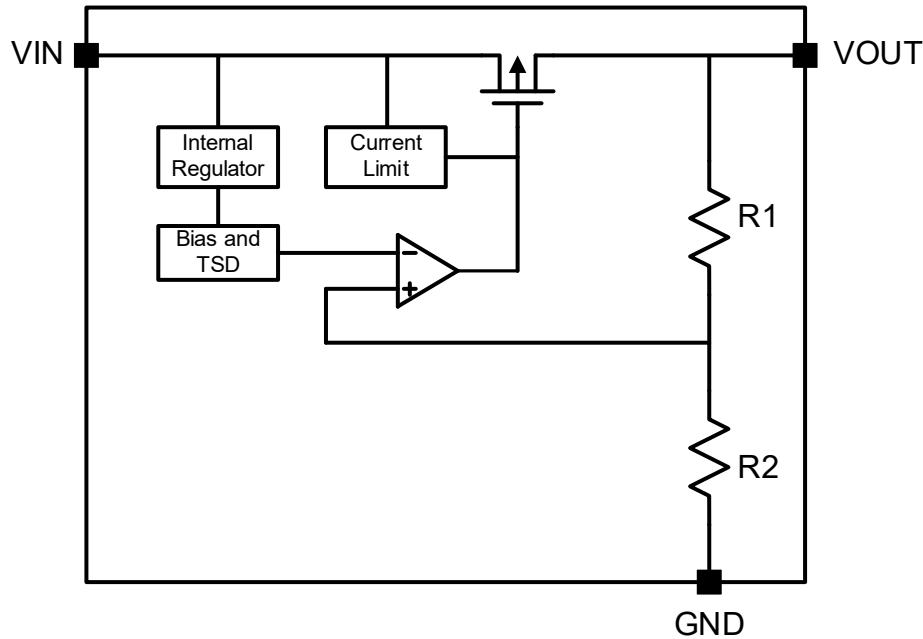 VIN
VOUT
Internal
Regulator
Current
Limit
Bias and
TSD
−
+
R1
R2
GND